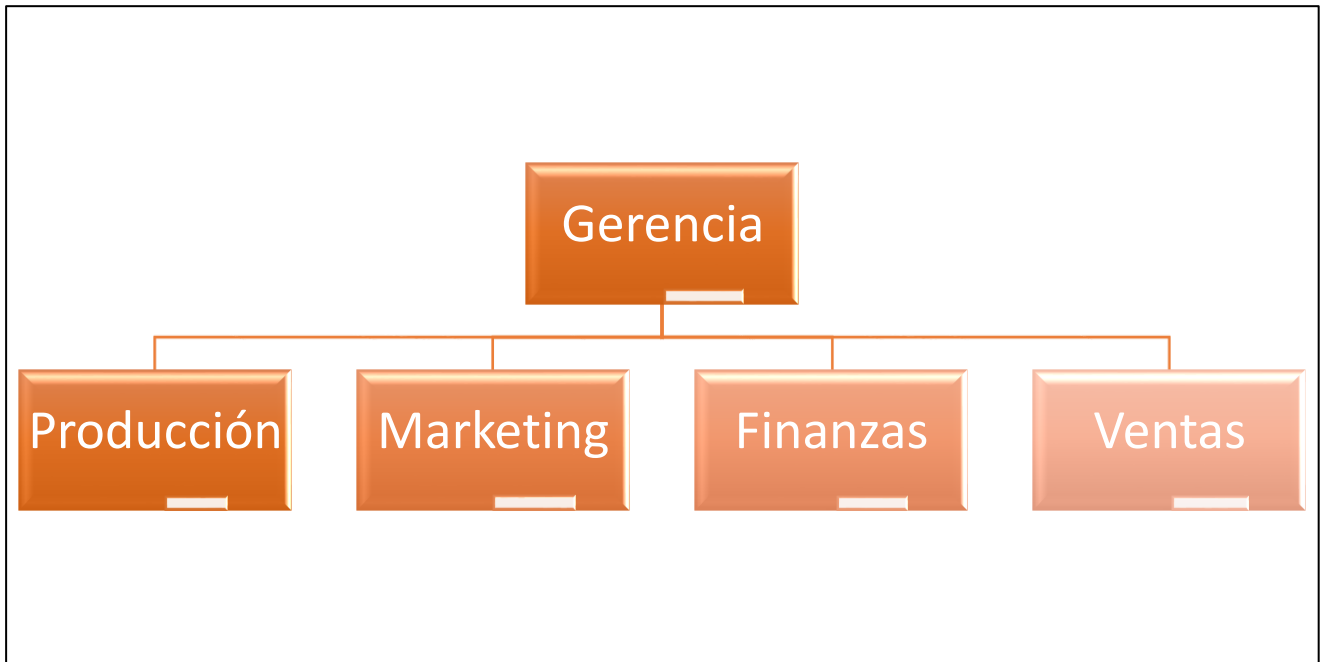 Gerencia
Producción
Marketing
Finanzas
Ventas